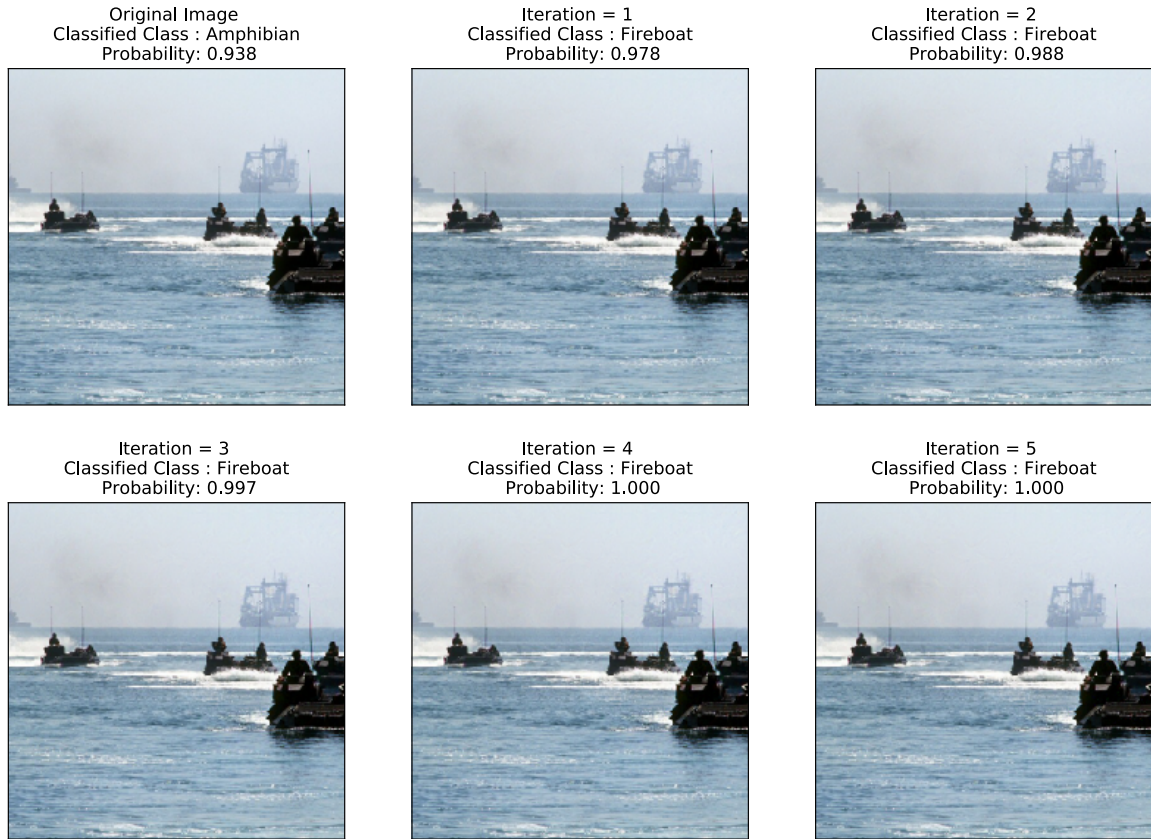 Original Image
Classified Class : Amphibian
Probability: 0.938
Iteration = 1
Classified Class : Fireboat
Probability: 0.978
Iteration = 2
Classified Class : Fireboat
Probability: 0.988
Iteration = 3
Classified Class : Fireboat
Probability: 0.997
Iteration = 4
Classified Class : Fireboat
Probability: 1.000
Iteration = 5
Classified Class : Fireboat
Probability: 1.000